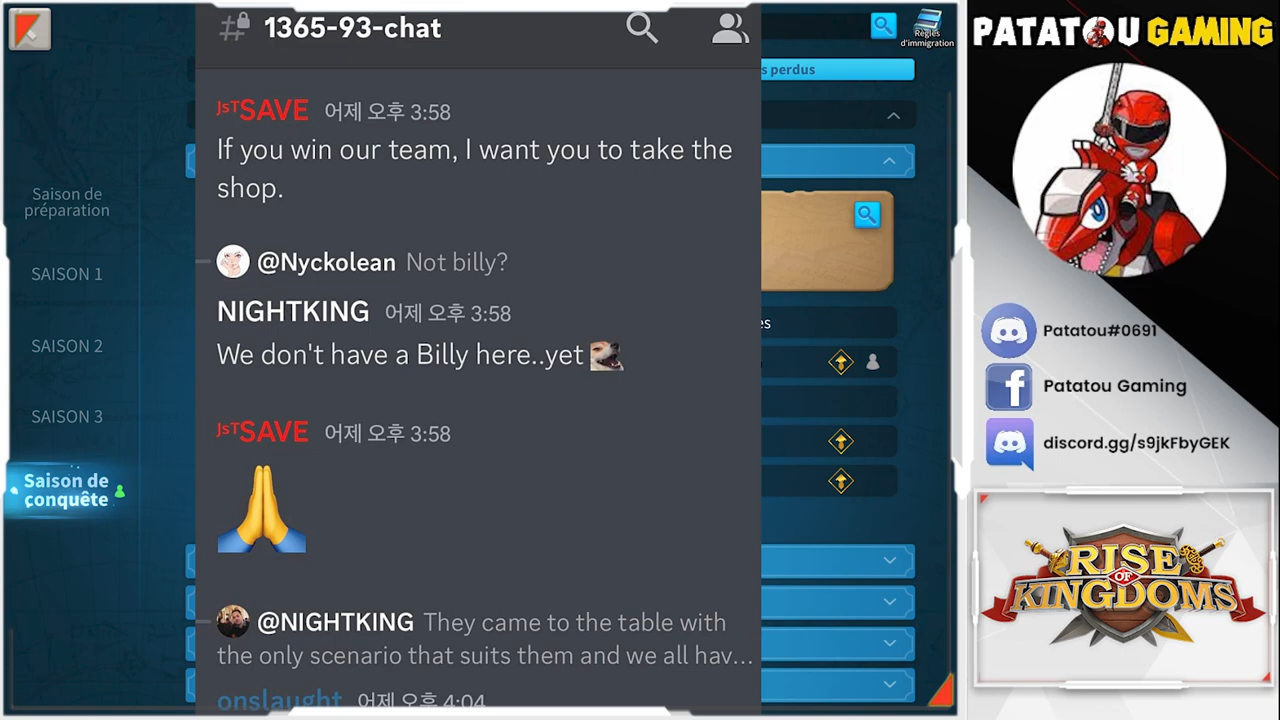 1365-93-chat
JsTSAVE 어제 오후 3:58
If you win our team, I want you to take the
shop.
@Nyckolean Not billy?
NIGHTKING 어제 오후 3:58
We don't have a Billy here..yet
JsTSAVE 어제 오후 3:58
@NIGHTKING They came to the table with
the only scenario that suits them and we all hav...
onslaught 어제 오후 4:04
Saison de
préparation
SAISON 1
SAISON 2
SAISON 3
Saison de
conquête
Règles
d'immigration
s perdus
es
PATATOU GAMING
Patatou#0691
Patatou Gaming
discord.gg/s9jkFbyGEK
RISE
OF
KINGDOMS